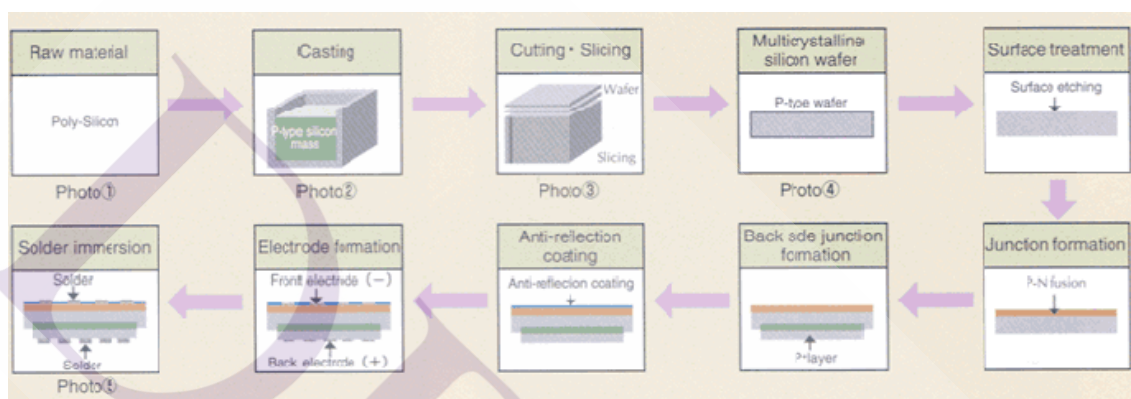 Raw material
Poly-Silicon
Photo①
Casting
P-type silicon
mass
Photo②
Cutting・Slicing
Wafer
Slicing
Photo③
Multicrystalline
silicon wafer
P-type wafer
Photo④
Surface treatment
Surface etching
Solder immersion
Solder
Solder
Photo⑤
Electrode formation
Front electrode (−)
Back electrode (+)
Anti-reflection
coating
Anti-reflection coating
Back side junction
formation
P+layer
Junction formation
P-N fusion